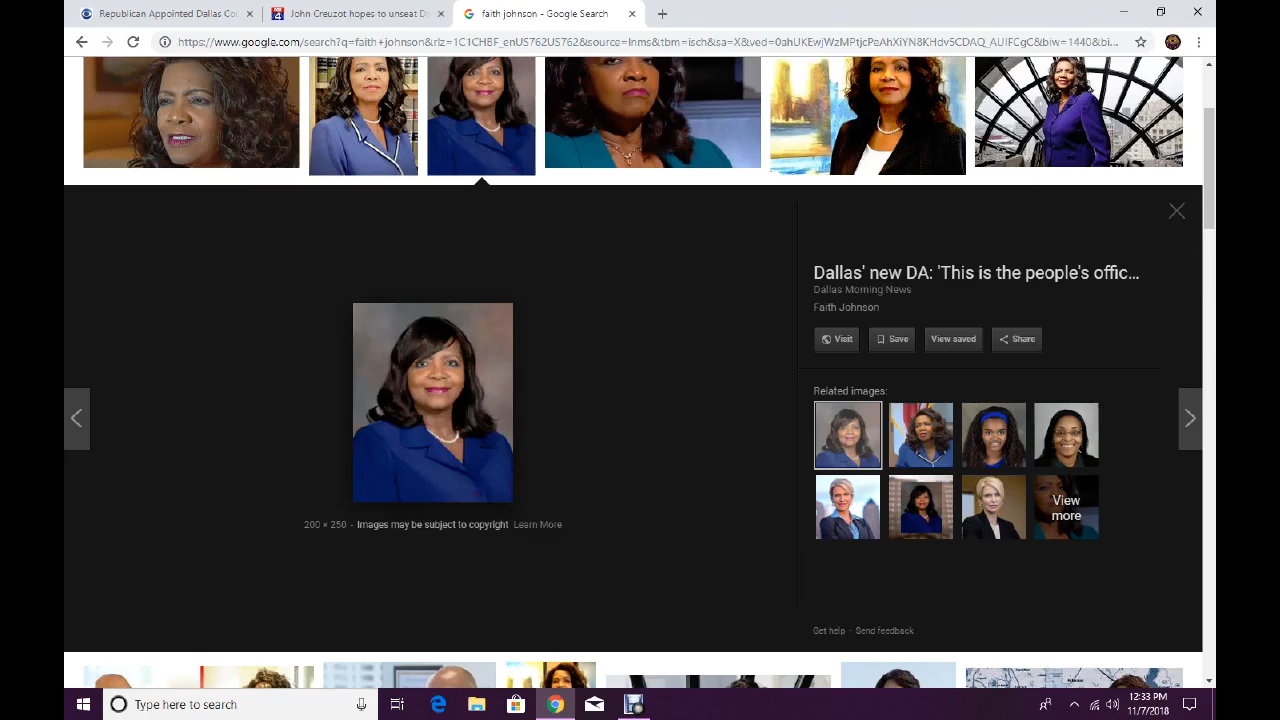 Republican Appointed Dallas Cou
John Creuzot hopes to unseat Di
faith johnson - Google Search
https://www.google.com/search?q=faith+johnson&rlz=1C1CHBF_enUS762US762&source=lnms&tbm=isch&sa=X&ved=0ahUKEwjWzMPtjcPeAhXiYN8KHdv5CDAQ_AUIFCgC&biw=1440&bi...
Dallas' new DA: 'This is the people's offic...
Dallas Morning News
Faith Johnson
Visit
Save
View saved
Share
Related images:
View
more
200 × 250 - Images may be subject to copyright Learn More
Get help - Send feedback
Type here to search
12:33 PM
11/7/2018